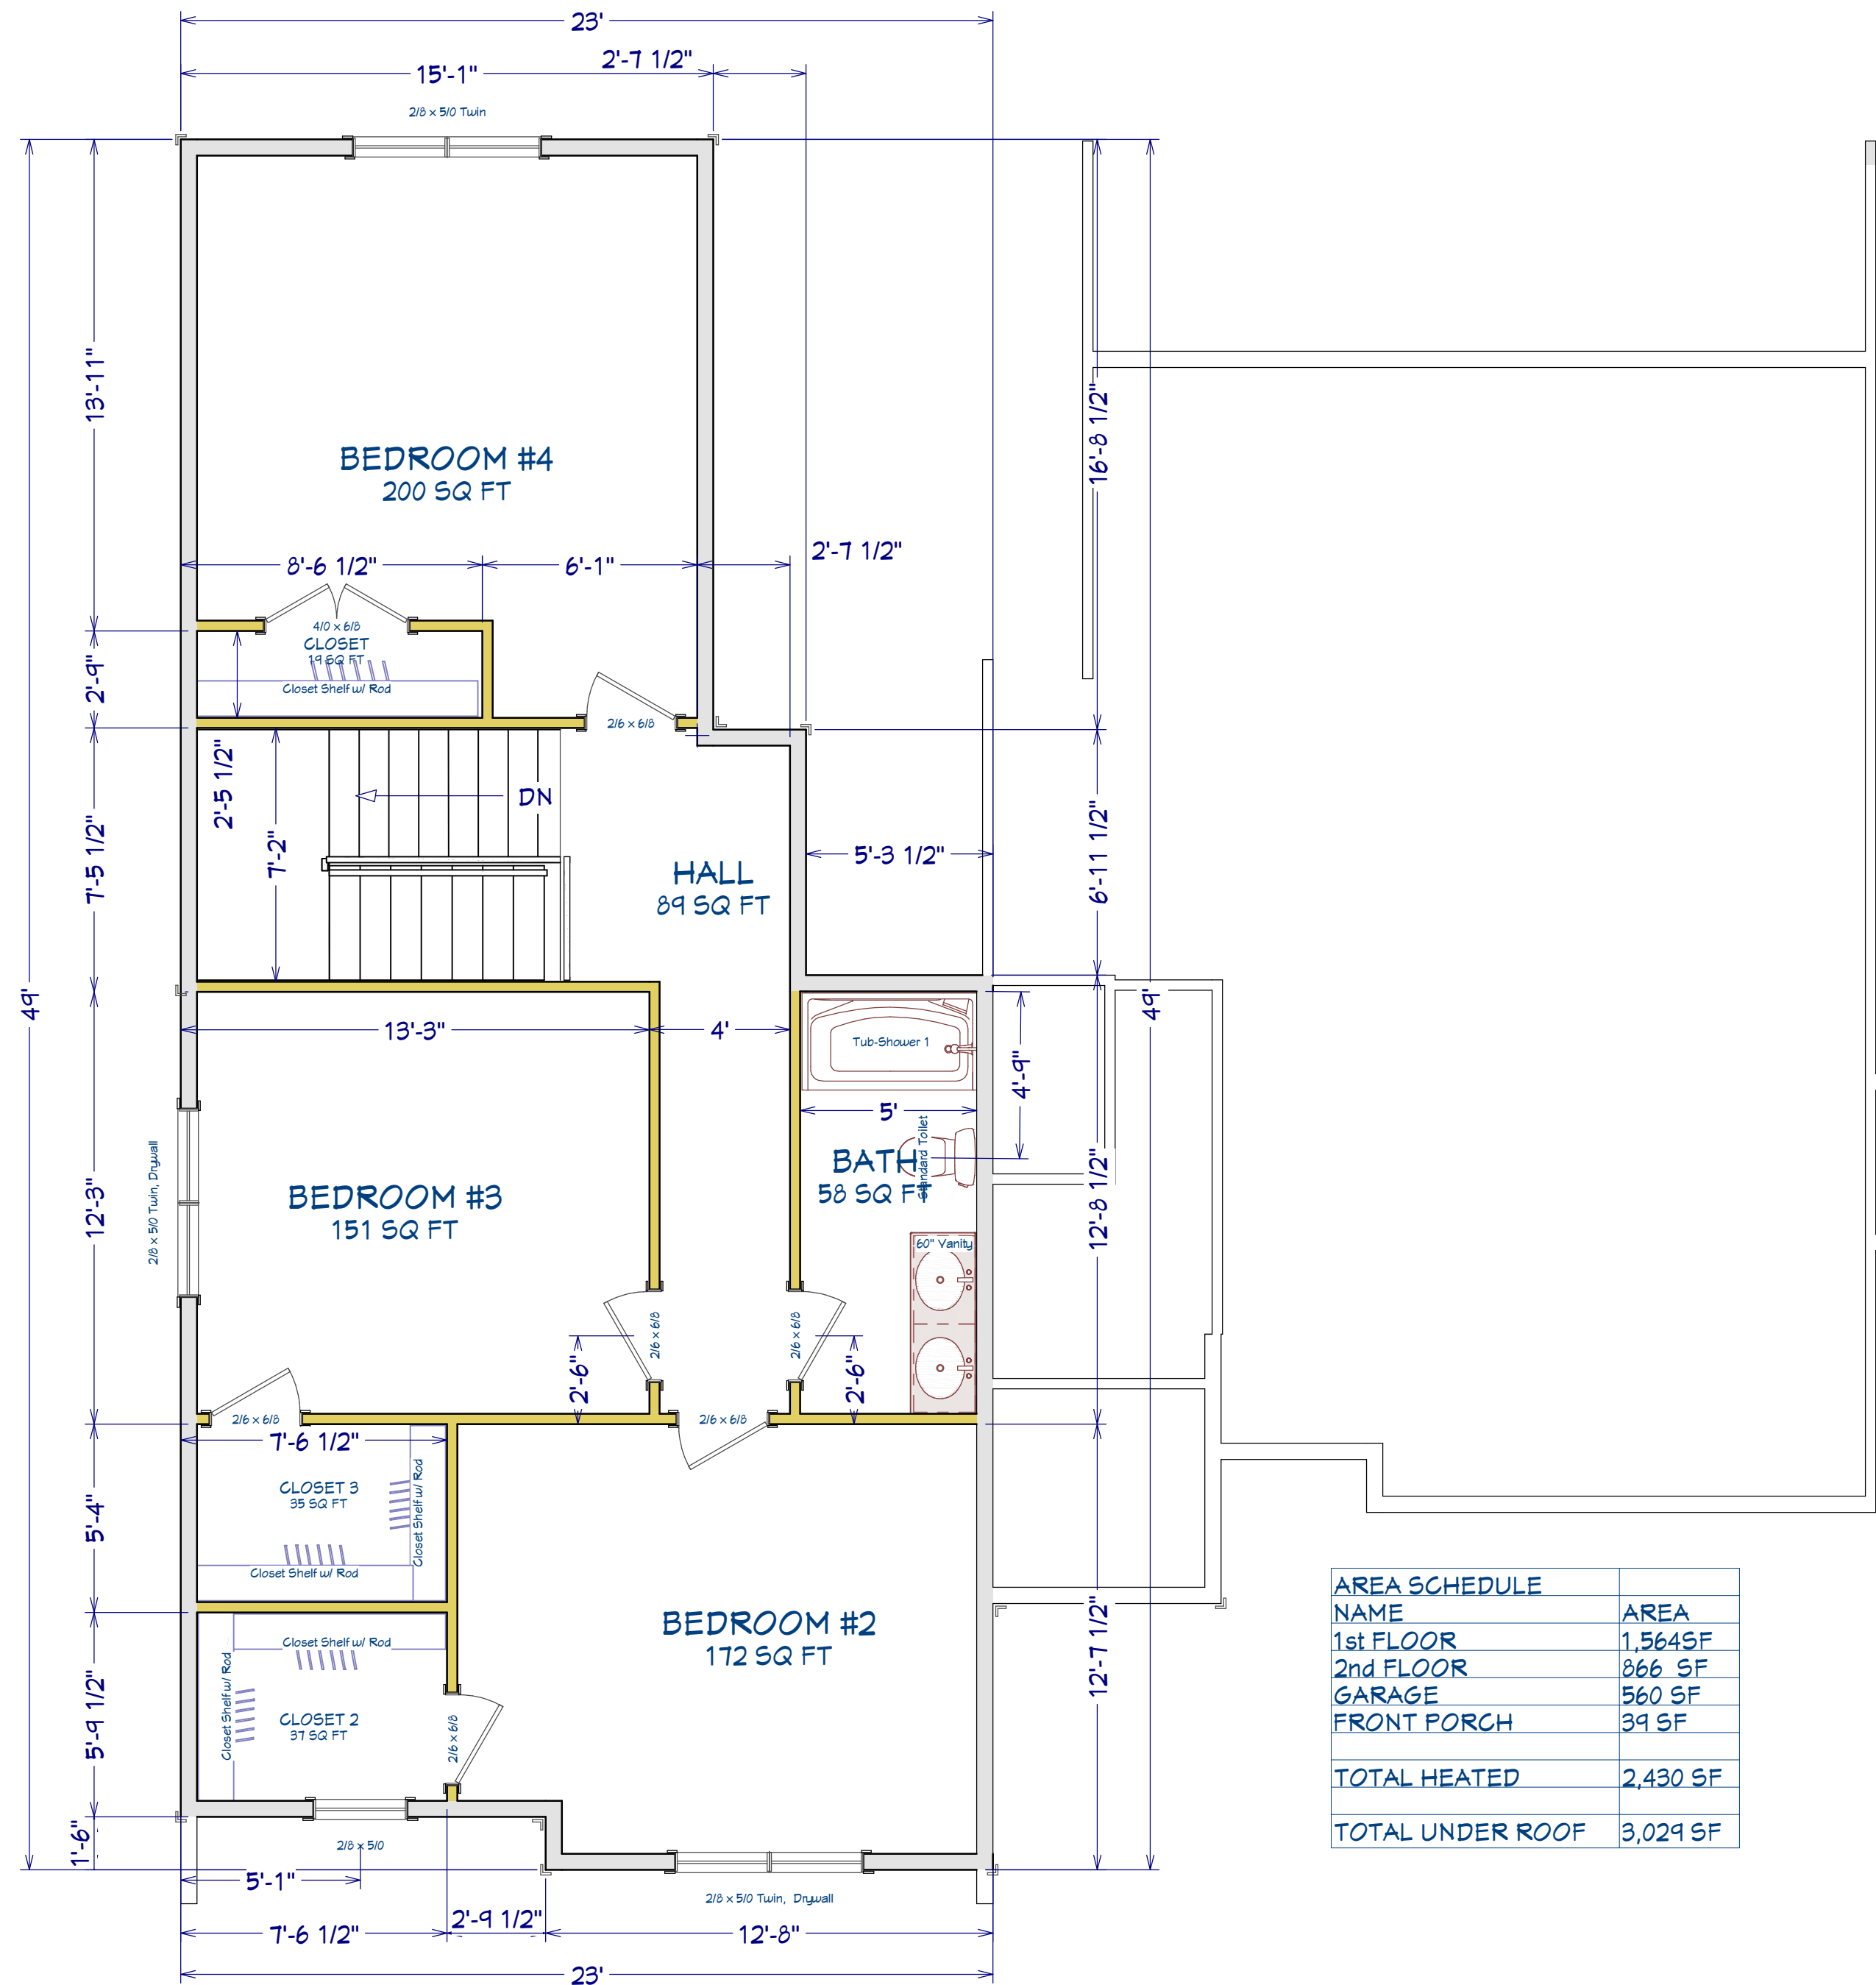 23'
2'-7 1/2"
15'-1"
2/8 x 5/0 Twin
13'-11"
16'-8 1/2"
BEDROOM #4
200 SQ FT
2'-7 1/2"
8'-6 1/2"
6'-1"
4/0 x 6/8
CLOSET
19 SQ FT
Closet Shelf w/ Rod
2'-9"
2/6 x 6/8
2'-5 1/2"
DN
7'-5 1/2"
7'-2"
5'-3 1/2"
6'-11 1/2"
HALL
89 SQ FT
49'
49'
13'-3"
4'
Tub-Shower 1
4'-9"
5'
Standard Toilet
BATH
58 SQ FT
2/8 x 5/0 Twin, Drywall
12'-3"
BEDROOM #3
151 SQ FT
12'-8 1/2"
60" Vanity
2/6 x 6/8
2/6 x 6/8
2'-6"
2'-6"
2/6 x 6/8
2/6 x 6/8
7'-6 1/2"
CLOSET 3
35 SQ FT
Closet Shelf w/ Rod
5'-4"
Closet Shelf w/ Rod
BEDROOM #2
172 SQ FT
12'-7 1/2"
Closet Shelf w/ Rod
Closet Shelf w/ Rod
5'-9 1/2"
CLOSET 2
37 SQ FT
2/6 x 6/8
1'-6"
2/8 x 5/0
5'-1"
2/8 x 5/0 Twin, Drywall
7'-6 1/2"
2'-9 1/2"
12'-8"
23'
AREA SCHEDULE
NAME AREA
1st FLOOR 1,564SF
2nd FLOOR 866 SF
GARAGE 560 SF
FRONT PORCH 39 SF
TOTAL HEATED 2,430 SF
TOTAL UNDER ROOF 3,029 SF